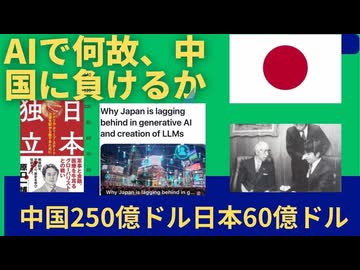 AIで何故、中
国に負けるか
日本
独立
Why Japan is lagging
behind in generative AI
and creation of LLMs
Why Japan is lagging behind in g...
中国250億ドル日本60億ドル